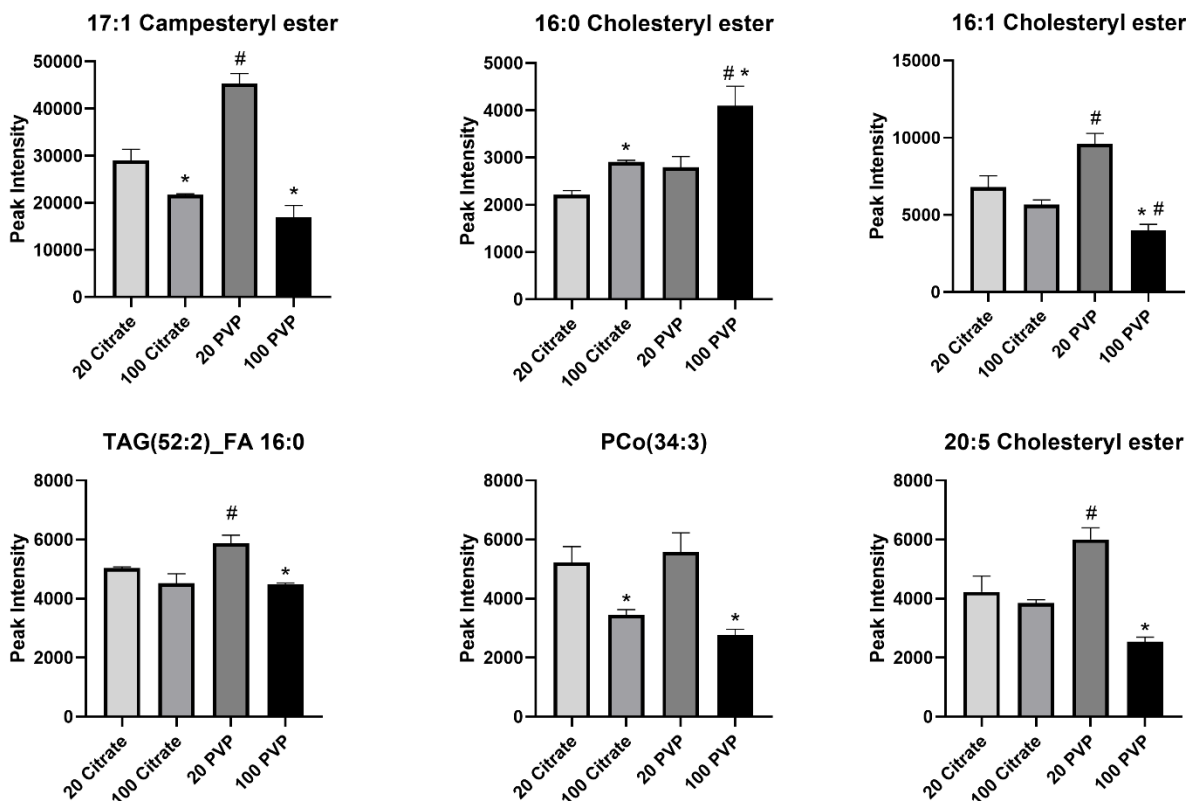 17:1 Campesteryl ester
Peak Intensity
50000
40000
30000
20000
10000
0
#
*
*
20 Citrate
100 Citrate
20 PVP
100 PVP
16:0 Cholesteryl ester
Peak Intensity
5000
4000
3000
2000
1000
0
# *
*
20 Citrate
100 Citrate
20 PVP
100 PVP
16:1 Cholesteryl ester
Peak Intensity
15000
10000
5000
0
#
* #
20 Citrate
100 Citrate
20 PVP
100 PVP
TAG(52:2)_FA 16:0
Peak Intensity
8000
6000
4000
2000
0
#
*
20 Citrate
100 Citrate
20 PVP
100 PVP
PCo(34:3)
Peak Intensity
8000
6000
4000
2000
0
*
*
20 Citrate
100 Citrate
20 PVP
100 PVP
20:5 Cholesteryl ester
Peak Intensity
8000
6000
4000
2000
0
#
*
20 Citrate
100 Citrate
20 PVP
100 PVP